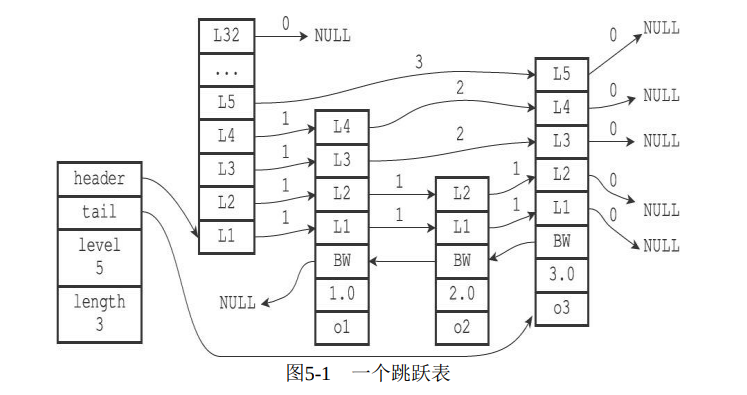 header
tail
level
5
length
3
L32
...
L5
L4
L3
L2
L1
0
NULL
3
1
1
1
1
L4
L3
L2
L1
BW
1.0
o1
NULL
2
2
1
1
L2
L1
BW
2.0
o2
1
1
L5
L4
L3
L2
L1
BW
3.0
o3
0
NULL
0
NULL
0
NULL
0
NULL
0
NULL
图5-1 一个跳跃表